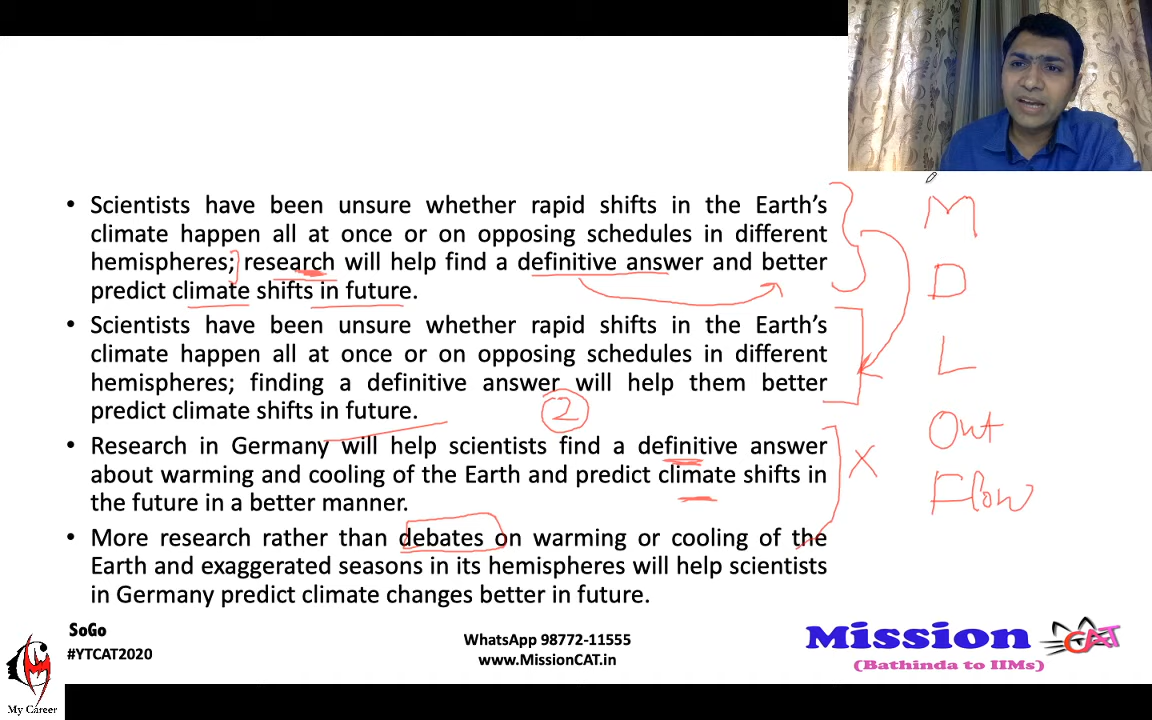 • Scientists have been unsure whether rapid shifts in the Earth's
climate happen all at once or on opposing schedules in different
hemispheres; research will help find a definitive answer and better
predict climate shifts in future.
• Scientists have been unsure whether rapid shifts in the Earth's
climate happen all at once or on opposing schedules in different
hemispheres; finding a definitive answer will help them better
predict climate shifts in future.
2
• Research in Germany will help scientists find a definitive answer
about warming and cooling of the Earth and predict climate shifts in
the future in a better manner.
• More research rather than debates on warming or cooling of the
Earth and exaggerated seasons in its hemispheres will help scientists
in Germany predict climate changes better in future.
M
D
L
Out
Flow
X
SoGo
#YTCAT2020
WhatsApp 98772-11555
www.MissionCAT.in
Mission CAT
(Bathinda to IIMs)
My Career